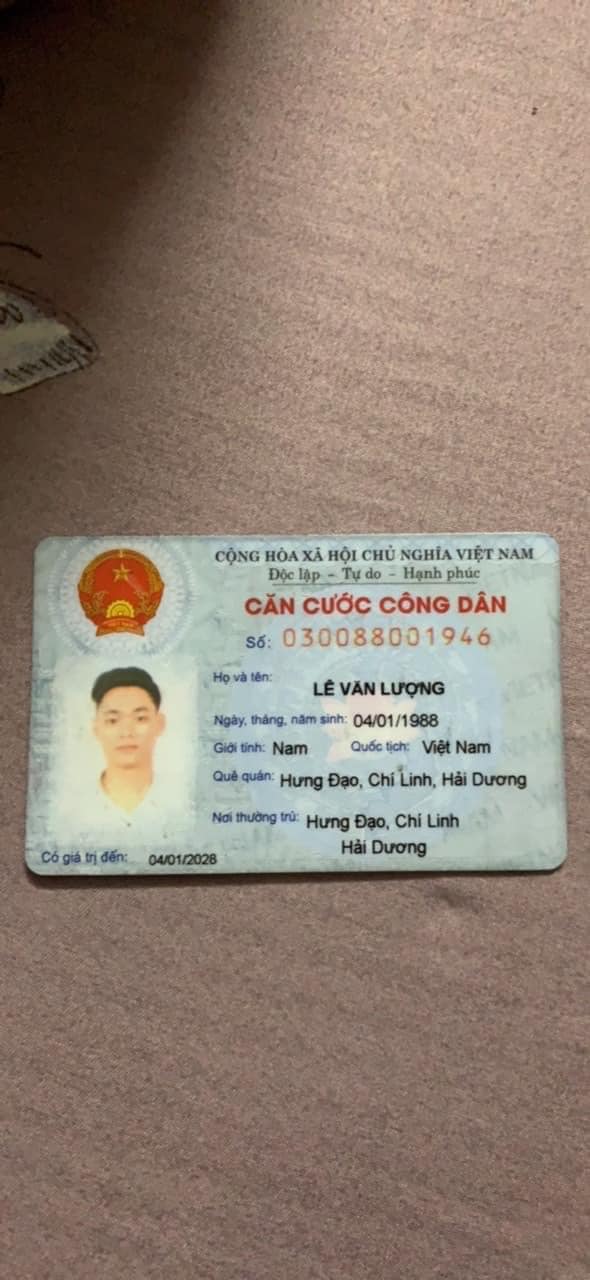 CỘNG HÒA XÃ HỘI CHỦ NGHĨA VIỆT NAM
Độc lập - Tự do - Hạnh phúc
CĂN CƯỚC CÔNG DÂN
Số: 030088001946
Họ và tên:
LÊ VĂN LƯỢNG
Ngày, tháng, năm sinh: 04/01/1988
Giới tính: Nam Quốc tịch: Việt Nam
Quê quán: Hưng Đạo, Chí Linh, Hải Dương
Nơi thường trú: Hưng Đạo, Chí Linh
Hải Dương
Có giá trị đến: 04/01/2028